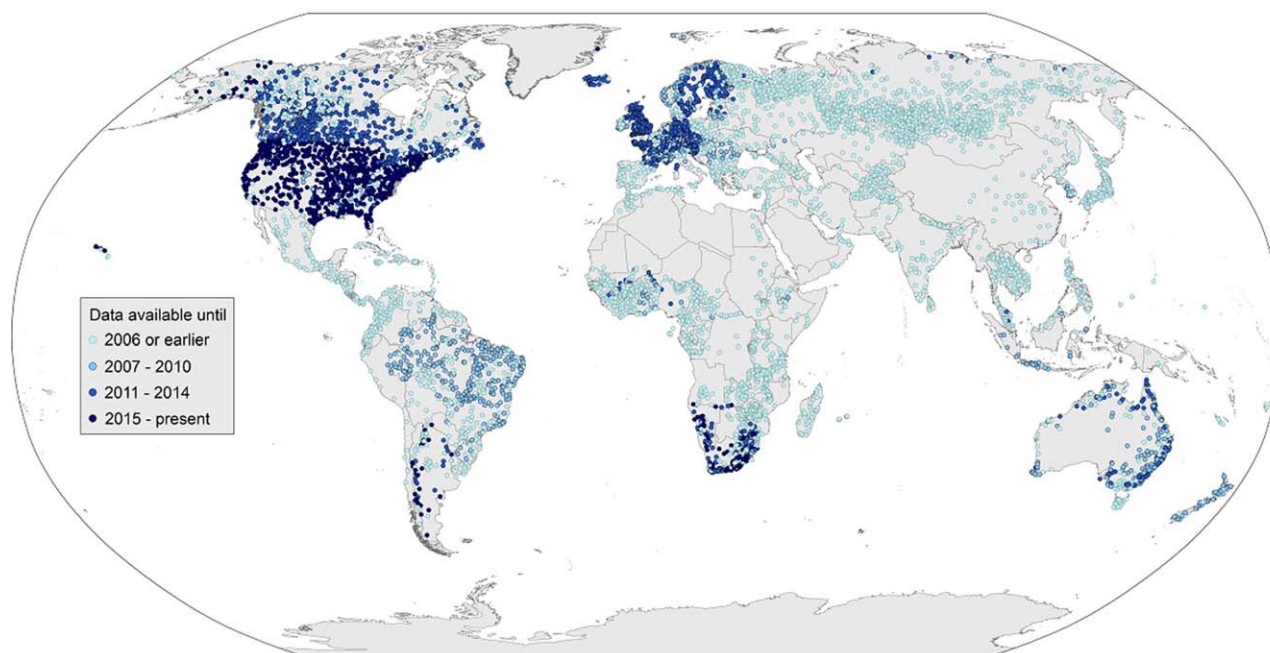 Data available until
2006 or earlier
2007 - 2010
2011 - 2014
2015 - present